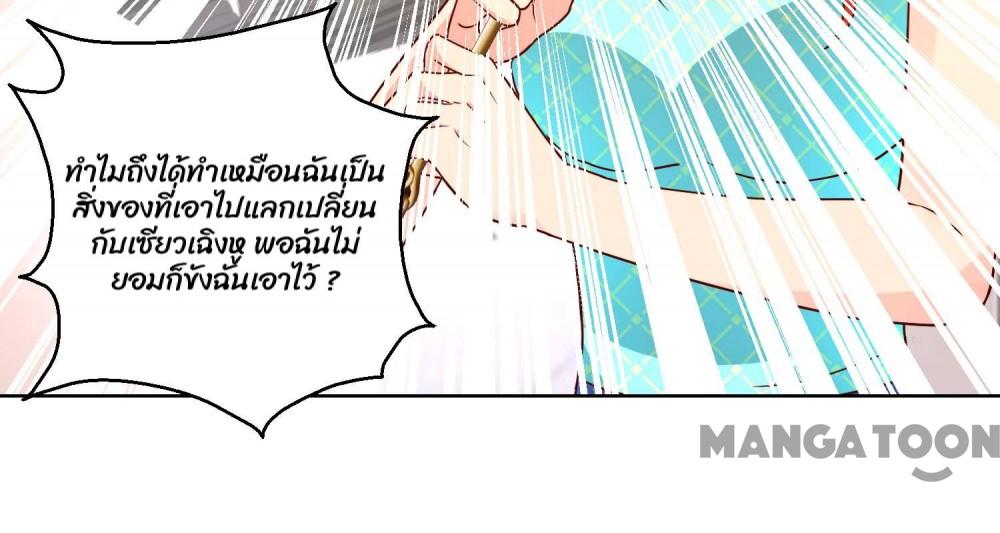 ทำไมถึงได้ทำเหมือนฉันเป็น
สิ่งของที่เอาไปแลกเปลี่ยน
กับเซียวเฉิงหู พอฉันไม่
ยอมก็ขังฉันเอาไว้ ?
MANGATOON